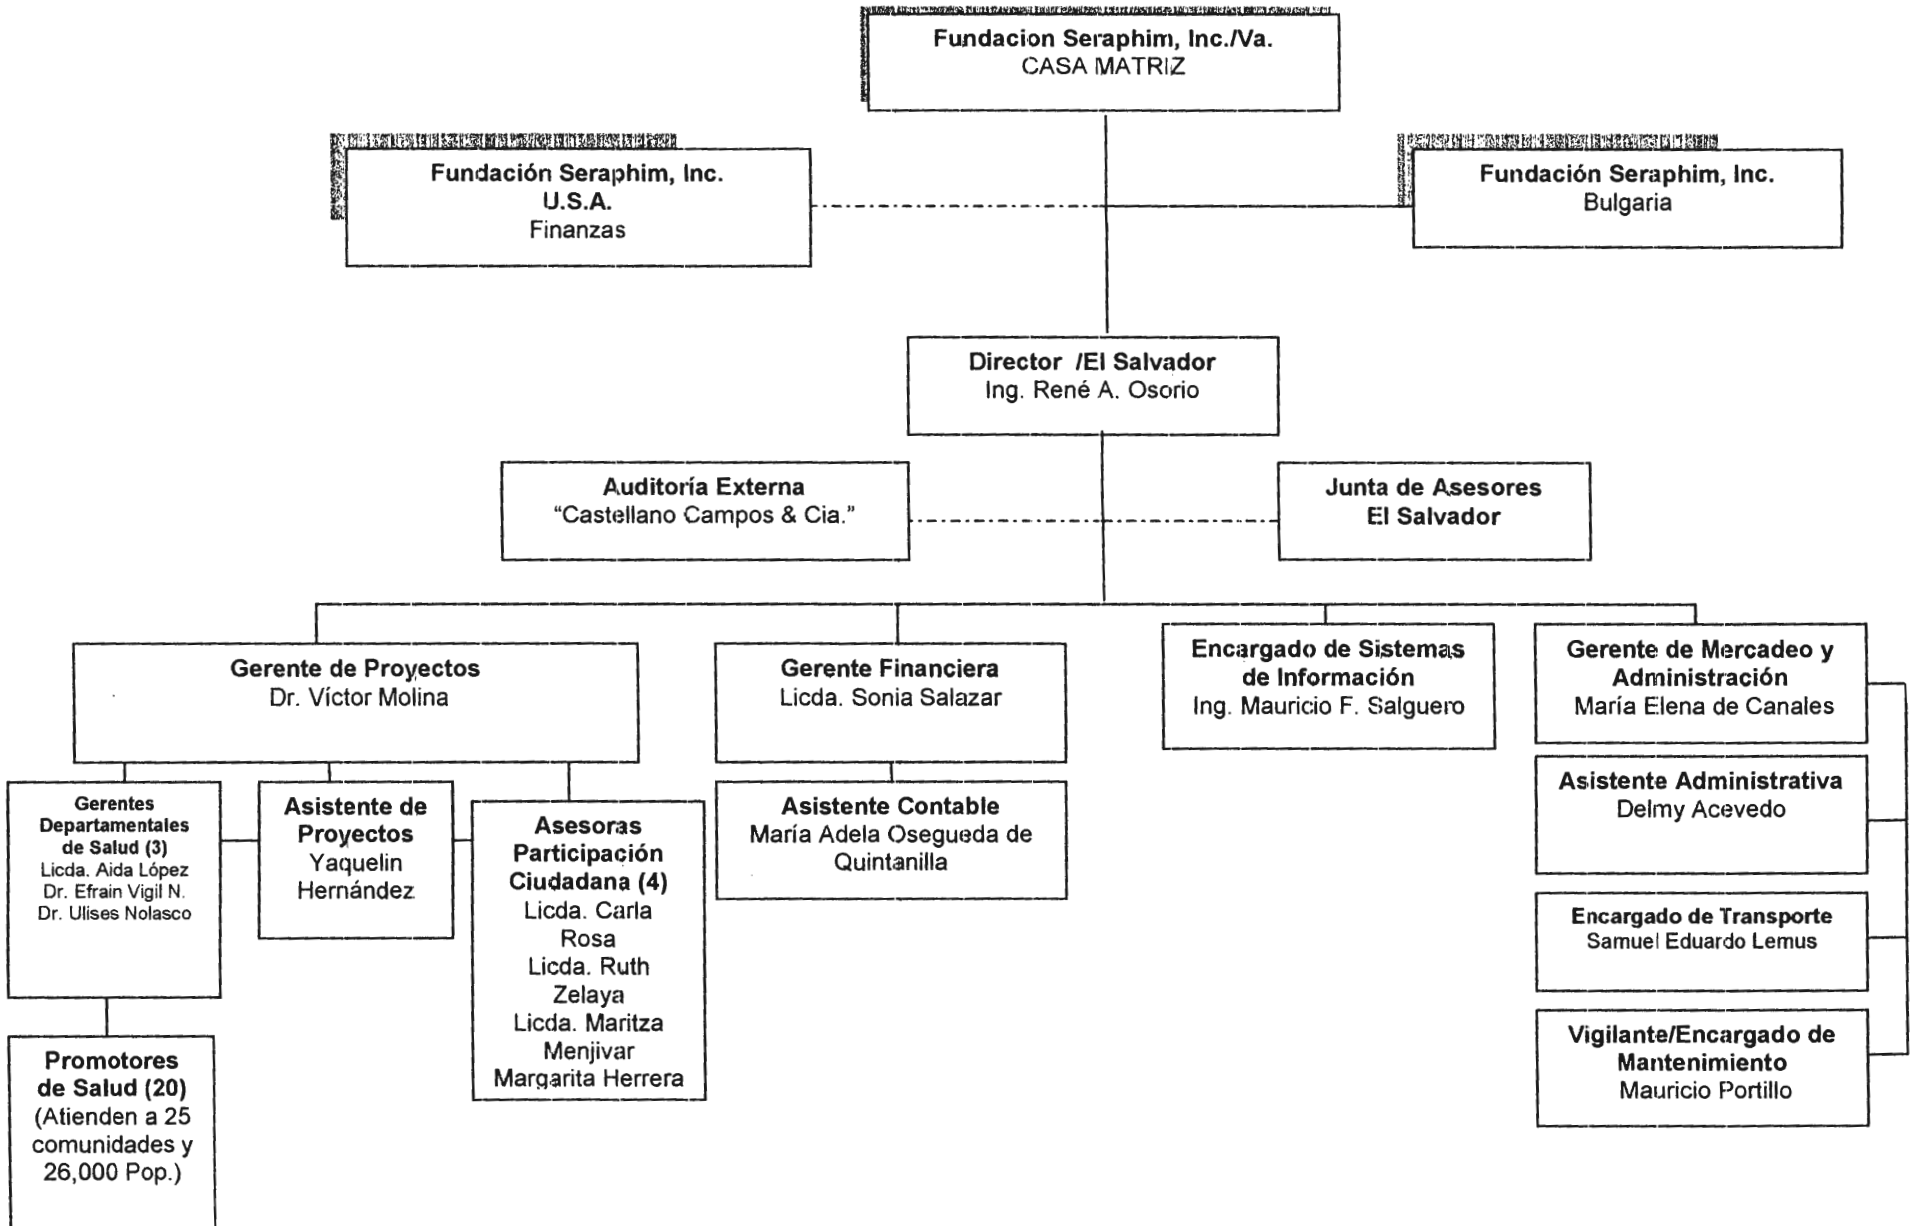 Fundacion Seraphim, Inc./Va.
CASA MATRIZ
Fundación Seraphim, Inc.
U.S.A.
Finanzas
Fundación Seraphim, Inc.
Bulgaria
Director /El Salvador
Ing. René A. Osorio
Auditoría Externa
“Castellano Campos & Cia.”
Junta de Asesores
El Salvador
Gerente de Proyectos
Dr. Víctor Molina
Gerente Financiera
Licda. Sonia Salazar
Encargado de Sistemas
de Información
Ing. Mauricio F. Salguero
Gerente de Mercadeo y
Administración
María Elena de Canales
Gerentes
Departamentales
de Salud (3)
Licda. Aida López
Dr. Efrain Vigil N.
Dr. Ulises Nolasco
Asistente de
Proyectos
Yaquelin
Hernández
Asesoras
Participación
Ciudadana (4)
Licda. Carla
Rosa
Licda. Ruth
Zelaya
Licda. Maritza
Menjivar
Margarita Herrera
Asistente Contable
María Adela Osegueda de
Quintanilla
Asistente Administrativa
Delmy Acevedo
Encargado de Transporte
Samuel Eduardo Lemus
Vigilante/Encargado de
Mantenimiento
Mauricio Portillo
Promotores
de Salud (20)
(Atienden a 25
comunidades y
26,000 Pop.)